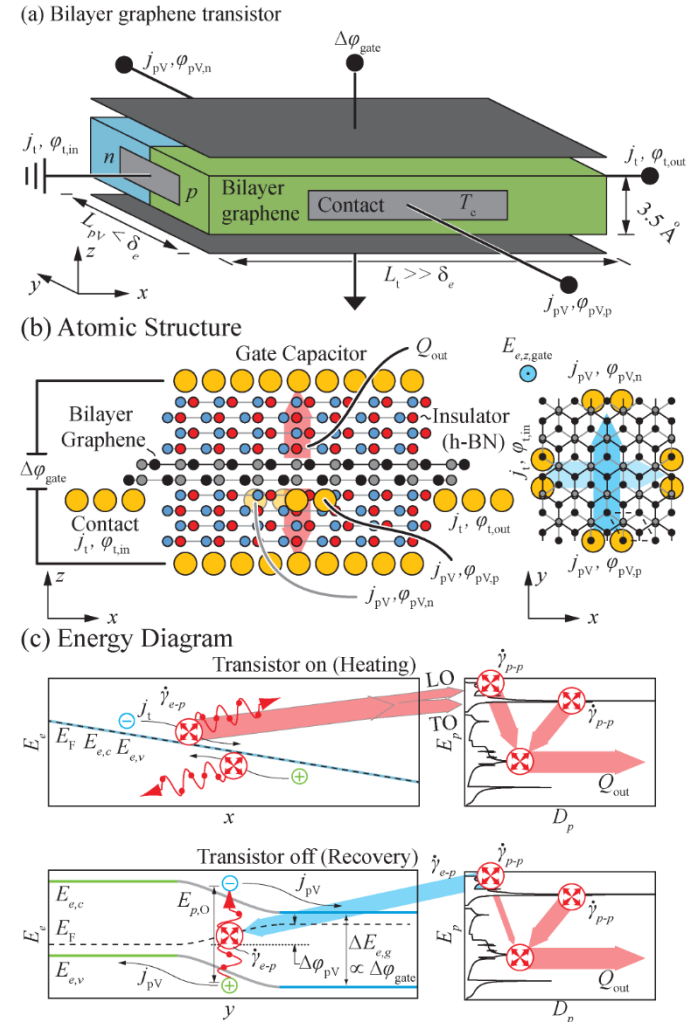 (a) Bilayer graphene transistor
j_pV, φ_pV,n
Δφ_gate
j_t, φ_t,in
n
p
Bilayer
graphene
Contact
T_c
j_t, φ_t,out
3.5 Å
L_pV < δ_e
L_t >> δ_e
j_pV, φ_pV,p
z
y
x
(b) Atomic Structure
Gate Capacitor
Q_out
E_e,z,gate
j_pV, φ_pV,n
Bilayer
Graphene
Insulator
(h-BN)
Δφ_gate
j_t, φ_t,in
Contact
j_t, φ_t,in
j_t, φ_t,out
j_pV, φ_pV,p
j_pV, φ_pV,n
j_pV, φ_pV,p
z
x
y
x
(c) Energy Diagram
Transistor on (Heating)
LO
TO
γ̇_p-p
γ̇_e-p
j_t
E_F
E_e,c
E_e,v
E_e
x
E_p
γ̇_p-p
Q_out
D_p
Transistor off (Recovery)
γ̇_e-p
γ̇_p-p
E_e,c
E_p,O
j_pV
E_e
E_F
ΔE_e,g
∝ Δφ_gate
γ̇_e-p
Δφ_pV
E_e,v
j_pV
y
E_p
γ̇_p-p
Q_out
D_p